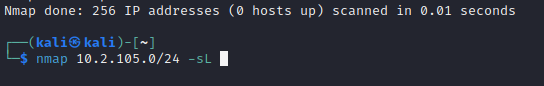 Nmap done: 256 IP addresses (0 hosts up) scanned in 0.01 seconds
┌──(kali㉿kali)-[~]
└─$ nmap 10.2.105.0/24 -sL